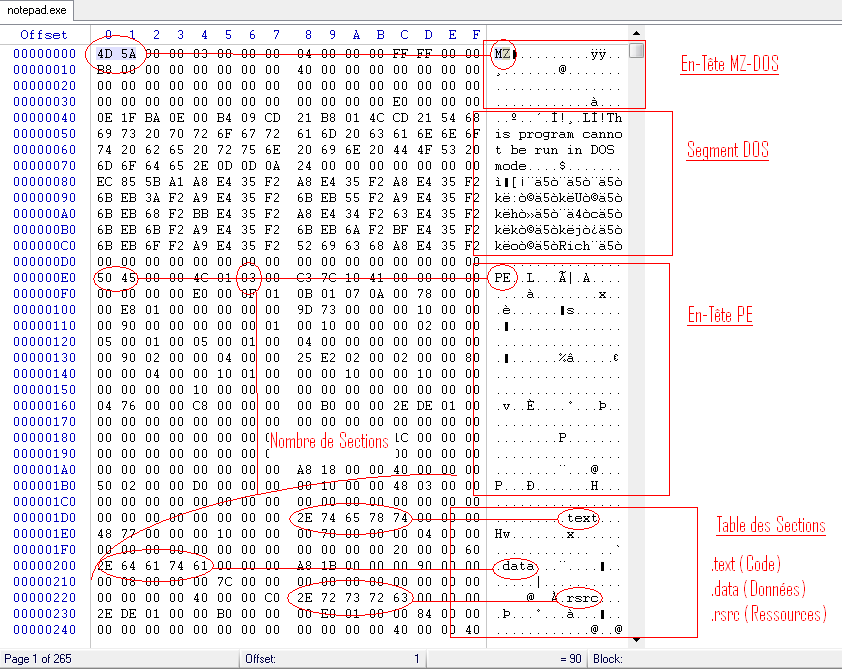 notepad.exe
Offset 0 1 2 3 4 5 6 7 8 9 A B C D E F
00000000 4D 5A 00 00 03 00 00 00 04 00 00 00 FF FF 00 00 MZ ÿÿ
En-Tête MZ-DOS
00000010 B8 00 00 00 00 00 00 00 40 00 00 00 00 00 00 00 ¸.......@.......
00000020 00 00 00 00 00 00 00 00 00 00 00 00 00 00 00 00 ................
00000030 00 00 00 00 00 00 00 00 00 00 00 00 E0 00 00 00 ............à...
00000040 0E 1F BA 0E 00 B4 09 CD 21 B8 01 4C CD 21 54 68 ..º..´.Í!¸.LÍ!Th
00000050 69 73 20 70 72 6F 67 72 61 6D 20 63 61 6E 6E 6F is program canno
Segment DOS
00000060 74 20 62 65 20 72 75 6E 20 69 6E 20 44 4F 53 20 t be run in DOS
00000070 6D 6F 64 65 2E 0D 0D 0A 24 00 00 00 00 00 00 00 mode....$.......
00000080 EC 85 5B A1 A8 E4 35 F2 A8 E4 35 F2 A8 E4 35 F2 ì [¡¨ä5ò¨ä5ò¨ä5ò
00000090 6B EB 3A F2 A9 E4 35 F2 6B EB 55 F2 A9 E4 35 F2 kë:ò©ä5òkëUò©ä5ò
000000A0 6B EB 68 F2 BB E4 35 F2 A8 E4 34 F2 63 E4 35 F2 këhò»ä5ò¨ä4òcä5ò
000000B0 6B EB 6B F2 A9 E4 35 F2 6B EB 6A F2 BF E4 35 F2 këkò©ä5òkëjò¿ä5ò
000000C0 6B EB 6F F2 A9 E4 35 F2 52 69 63 68 A8 E4 35 F2 këoò©ä5òRich¨ä5ò
000000D0 00 00 00 00 00 00 00 00 00 00 00 00 00 00 00 00 ................
000000E0 50 45 00 00 4C 01 03 00 C3 7C 10 41 00 00 00 00 PE..L...Ã|.A....
000000F0 00 00 00 00 E0 00 0F 01 0B 01 07 0A 00 78 00 00 ....à........x..
00000100 00 E8 01 00 00 00 00 00 9D 73 00 00 00 10 00 00 .è...... s......
En-Tête PE
00000110 00 90 00 00 00 00 00 01 00 10 00 00 00 02 00 00
00000120 05 00 01 00 05 00 01 00 04 00 00 00 00 00 00 00 ................
00000130 00 90 02 00 00 04 00 00 25 E2 02 00 02 00 00 80 . ......%â.....€
00000140 00 00 04 00 00 10 01 00 00 00 10 00 00 10 00 00 ................
00000150 00 00 00 00 10 00 00 00 00 00 00 00 00 00 00 00 ................
00000160 04 76 00 00 C8 00 00 00 00 B0 00 00 2E DE 01 00 .v..È....°...Þ..
00000170 00 00 00 00 00 00 00 00 00 00 00 00 00 00 00 00 ................
00000180 00 00 00 00 00 00 00 1C 00 00 00 P
Nombre de Sections
00000190 00 00 00 00 00 00 00 00 00 00
000001A0 00 00 00 00 00 00 00 00 A8 18 00 00 40 00 00 00 ........¨...@...
000001B0 50 02 00 00 D0 00 00 00 00 10 00 00 48 03 00 00 P...Ð.......H...
000001C0 00 00 00 00 00 00 00 00 00 00 00 00 00 00 00 00 ................
000001D0 00 00 00 00 00 00 00 00 2E 74 65 78 74 00 00 00 .........text...
Table des Sections
000001E0 48 77 00 00 00 10 00 00 00 78 00 00 00 04 00 00 Hw.......x......
000001F0 00 00 00 00 00 00 00 00 00 00 00 00 20 00 00 60
00000200 2E 64 61 74 61 00 00 00 A8 1B 00 00 00 90 00 00 .data...¨.... ..
.text (Code)
00000210 00 08 00 00 00 7C 00 00 00 00 00 00 00 00 00 00 |
.data (Données)
00000220 00 00 00 00 40 00 00 C0 2E 72 73 72 63 00 00 00 @ À.rsrc...
.rsrc (Ressources)
00000230 2E DE 01 00 00 B0 00 00 00 E0 01 00 00 84 00 00 .Þ...°...à... ..
00000240 00 00 00 00 00 00 00 00 00 00 00 00 40 00 00 40 ............@..@
Page 1 of 265 Offset: 1 = 90 Block: